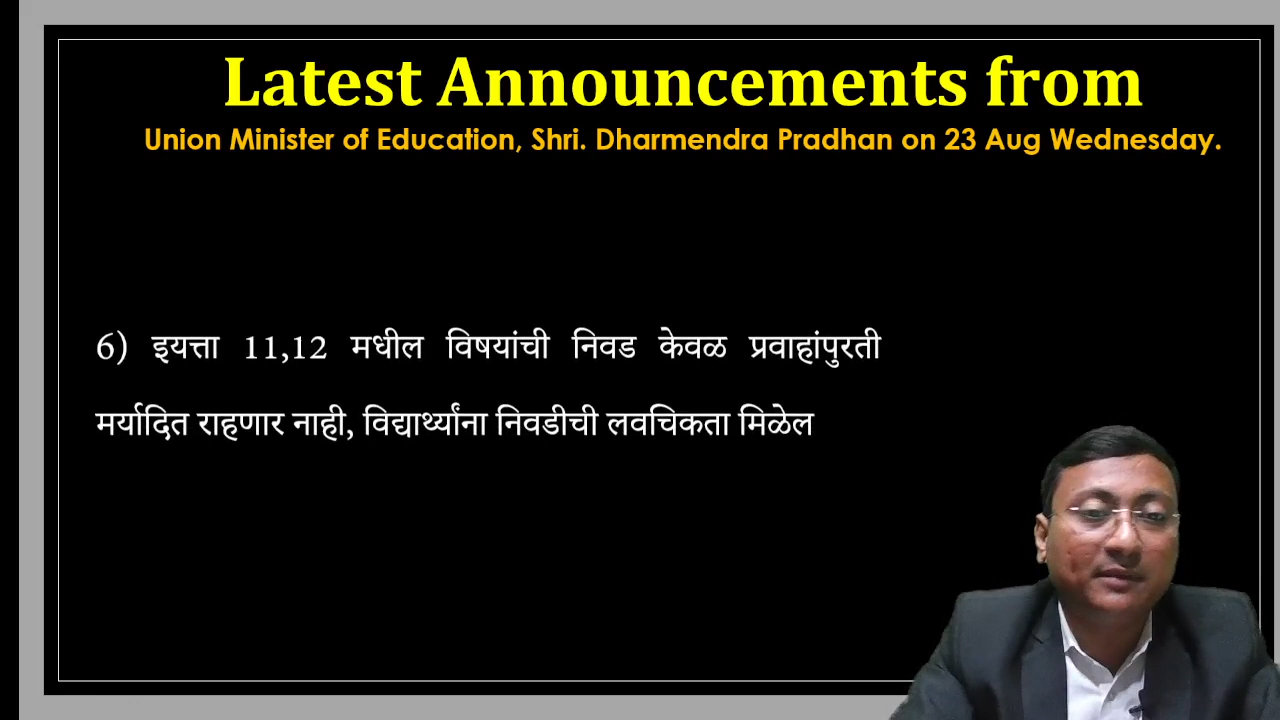 Latest Announcements from
Union Minister of Education, Shri. Dharmendra Pradhan on 23 Aug Wednesday.
6) इयत्ता 11,12 मधील विषयांची निवड केवळ प्रवाहांपुरती
मर्यादित राहणार नाही, विद्यार्थ्यांना निवडीची लवचिकता मिळेल